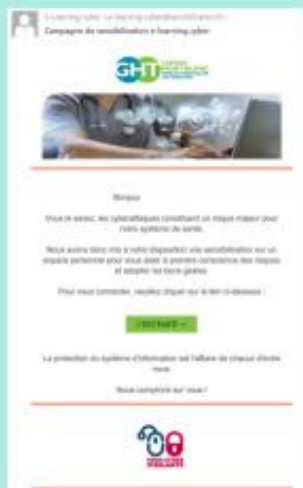 Campagne de sensibilisation e-learning cyber
GHT
Bonjour
Vous le savez, les cyberattaques constituent un risque majeur pour
notre système de santé.
Nous avons donc mis à votre disposition une sensibilisation sur un
espace personnel pour vous aider à prendre conscience des risques
et adopter les bons gestes.
Pour vous connecter, veuillez cliquer sur le lien ci-dessous :
La protection du système d'information est l'affaire de chacun d'entre
nous.
Nous comptons sur vous !